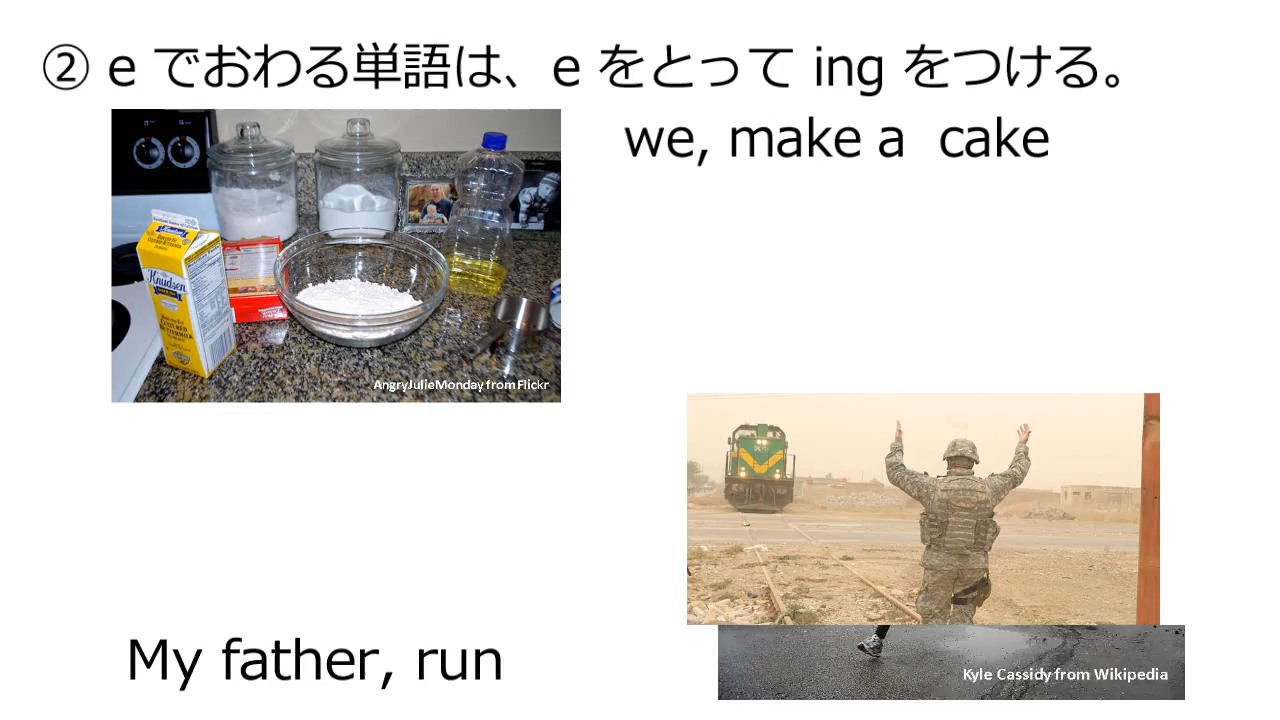 ② e でおわる単語は、e をとって ing をつける。
we, make a cake
Knudsen
AngryJulieMonday from Flickr
My father, run
Kyle Cassidy from Wikipedia